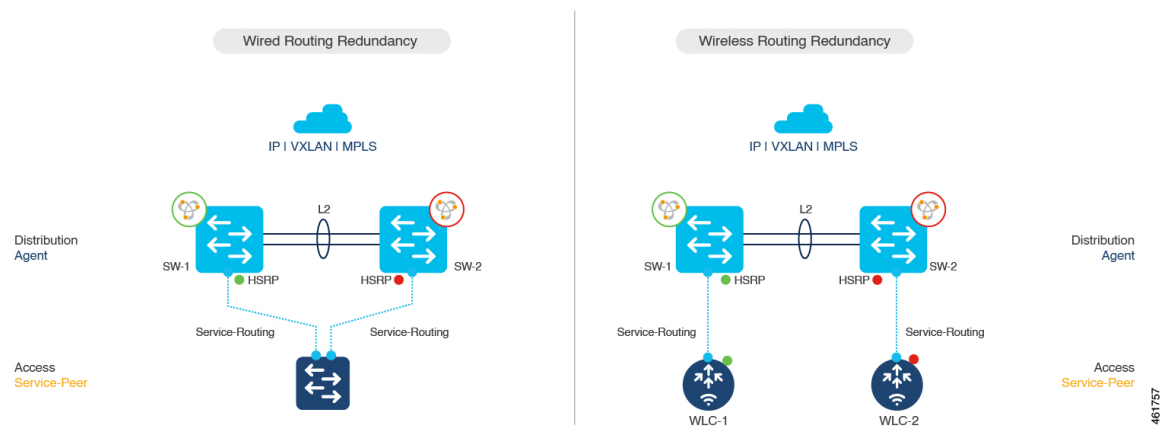 Wired Routing Redundancy
IP I VXLAN I MPLS
L2
SW-1
SW-2
HSRP
HSRP
Distribution
Agent
Service-Routing
Service-Routing
Access
Service-Peer
Wireless Routing Redundancy
IP I VXLAN I MPLS
L2
SW-1
SW-2
HSRP
HSRP
Distribution
Agent
Service-Routing
Service-Routing
Access
Service-Peer
WLC-1
WLC-2
461757